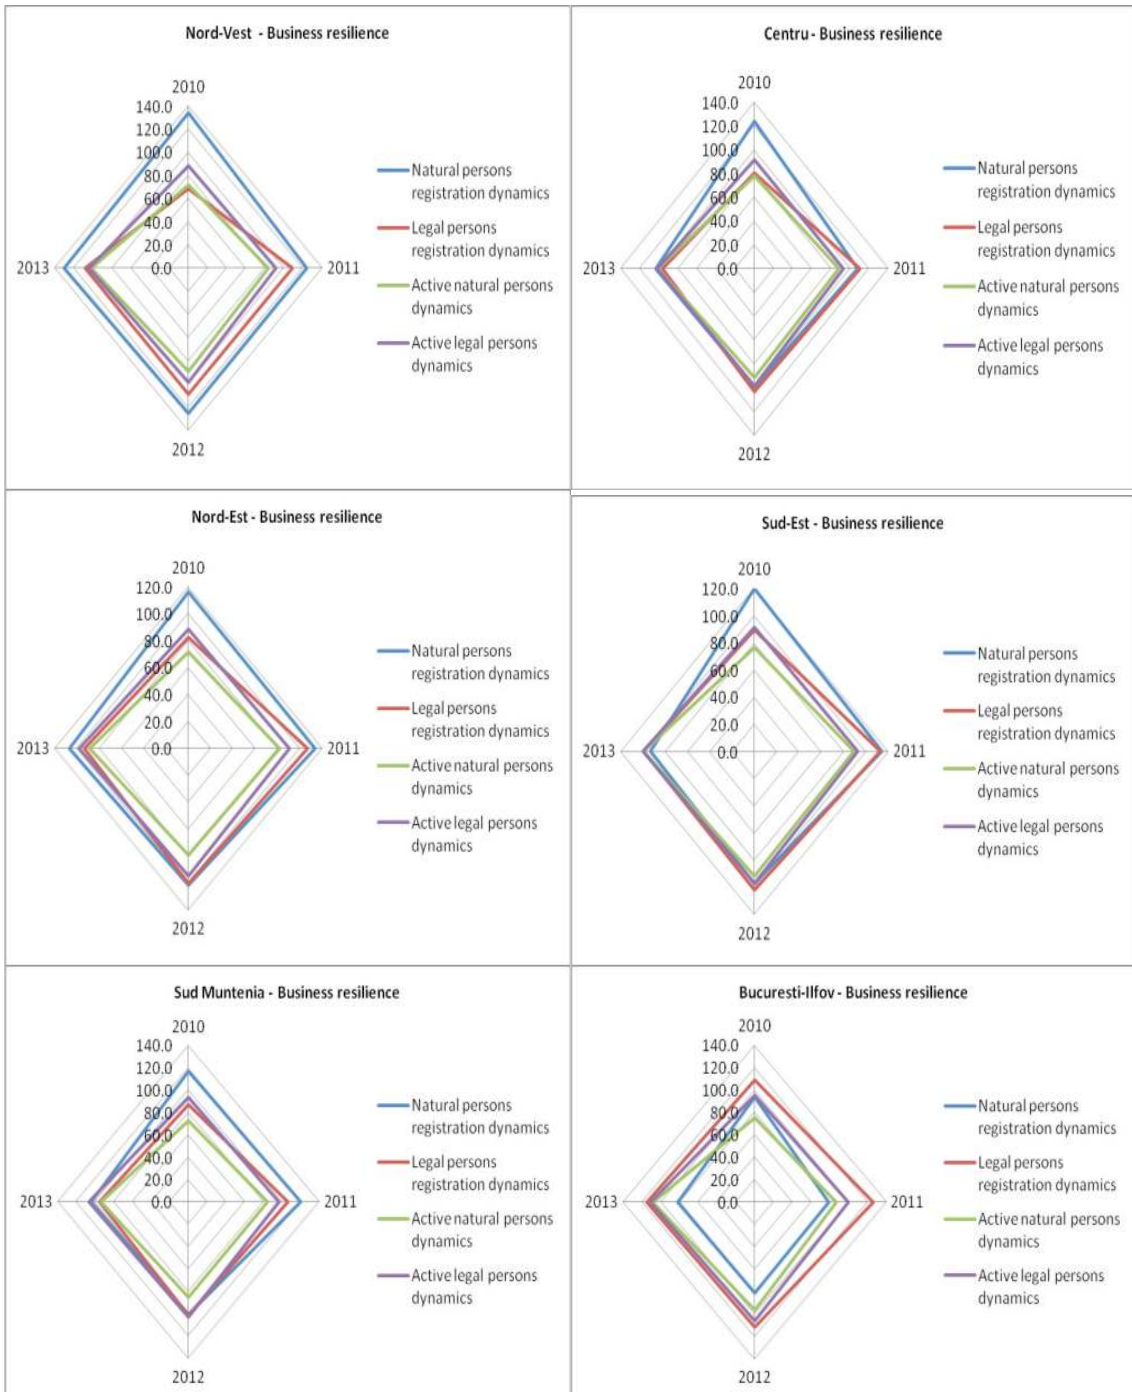 Nord-Vest - Business resilience
2010
140.0
120.0
100.0
80.0
60.0
40.0
20.0
0.0
2013
2011
2012
Natural persons
registration dynamics
Legal persons
registration dynamics
Active natural persons
dynamics
Active legal persons
dynamics
Centru - Business resilience
2010
140.0
120.0
100.0
80.0
60.0
40.0
20.0
0.0
2013
2011
2012
Natural persons
registration dynamics
Legal persons
registration dynamics
Active natural persons
dynamics
Active legal persons
dynamics
Nord-Est - Business resilience
2010
120.0
100.0
80.0
60.0
40.0
20.0
0.0
2013
2011
2012
Natural persons
registration dynamics
Legal persons
registration dynamics
Active natural persons
dynamics
Active legal persons
dynamics
Sud-Est - Business resilience
2010
120.0
100.0
80.0
60.0
40.0
20.0
0.0
2013
2011
2012
Natural persons
registration dynamics
Legal persons
registration dynamics
Active natural persons
dynamics
Active legal persons
dynamics
Sud Muntenia - Business resilience
2010
140.0
120.0
100.0
80.0
60.0
40.0
20.0
0.0
2013
2011
2012
Natural persons
registration dynamics
Legal persons
registration dynamics
Active natural persons
dynamics
Active legal persons
dynamics
Bucuresti-Ilfov - Business resilience
2010
140.0
120.0
100.0
80.0
60.0
40.0
20.0
0.0
2013
2011
2012
Natural persons
registration dynamics
Legal persons
registration dynamics
Active natural persons
dynamics
Active legal persons
dynamics